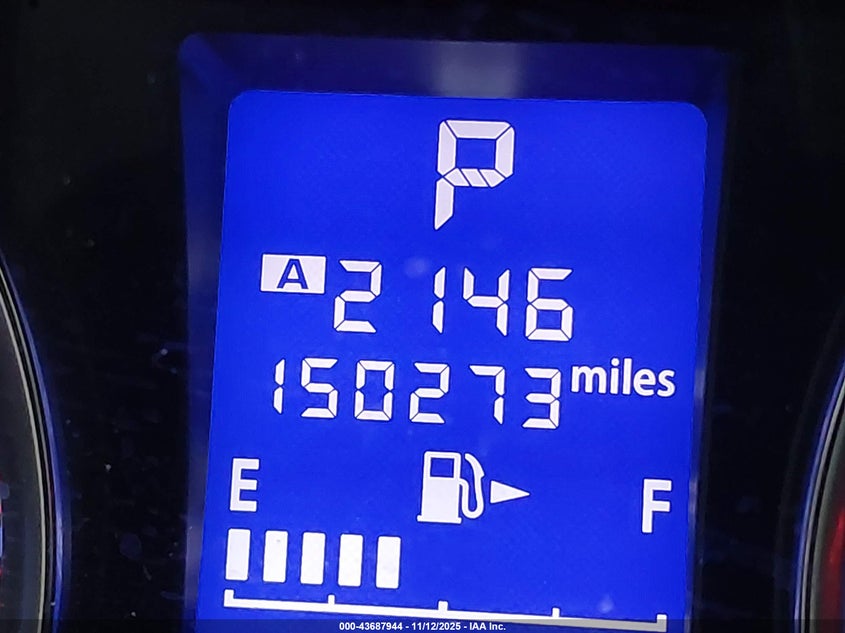 P
A 2146
150273 miles
E F
000-43687944 - 11/12/2025 - IAA Inc.